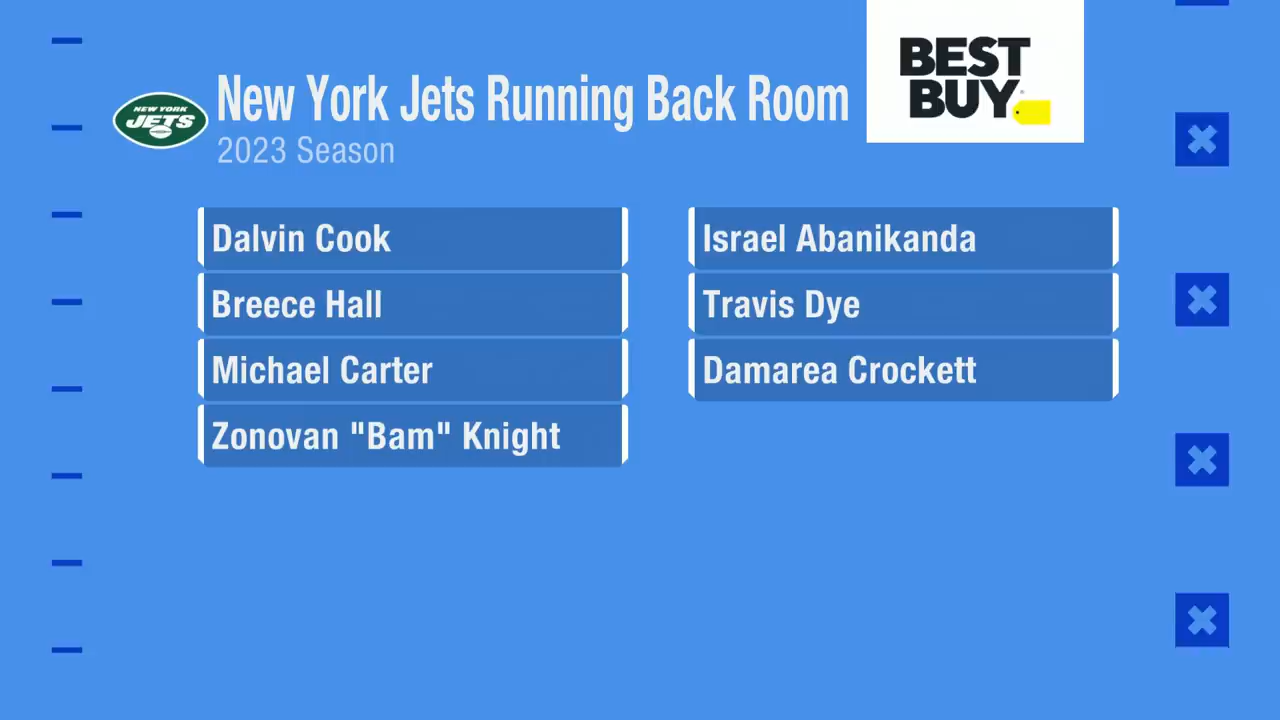 New York Jets Running Back Room
2023 Season
NEW YORK
JETS
BEST
BUY
Dalvin Cook
Breece Hall
Michael Carter
Zonovan "Bam" Knight
Israel Abanikanda
Travis Dye
Damarea Crockett